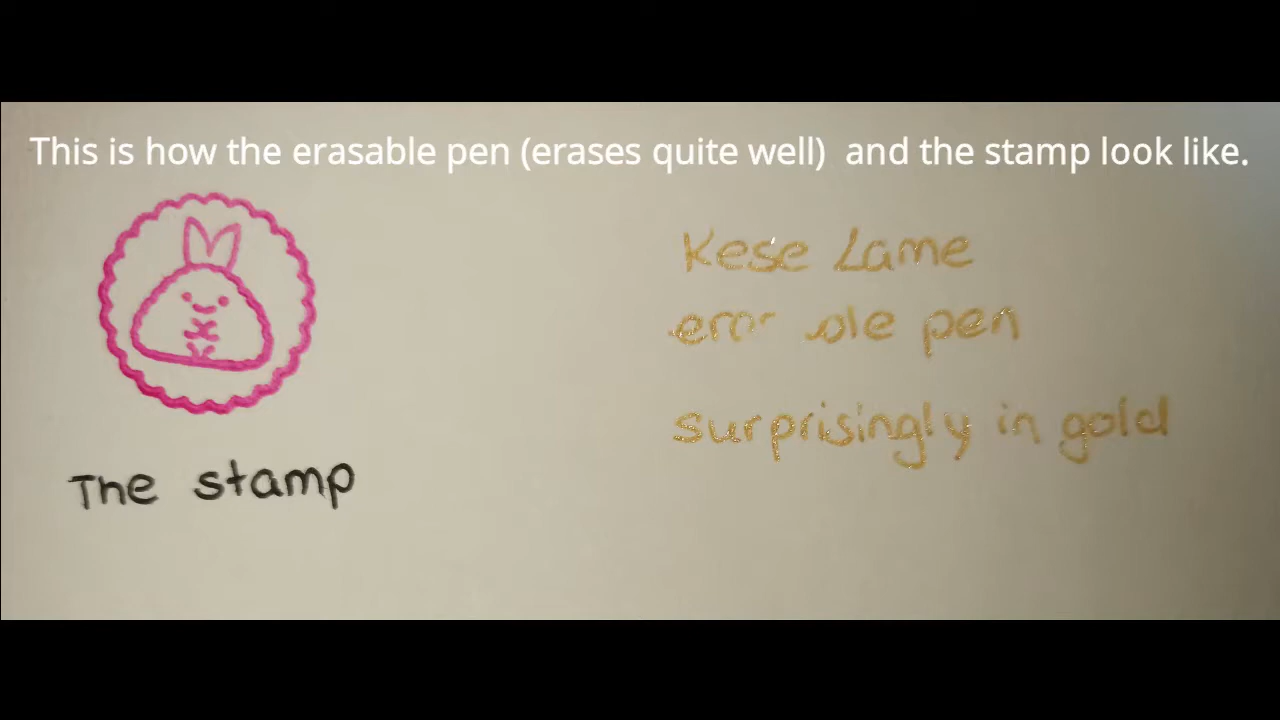 This is how the erasable pen (erases quite well) and the stamp look like.
Kese Lame
pen
surprisingly in gold
The stamp